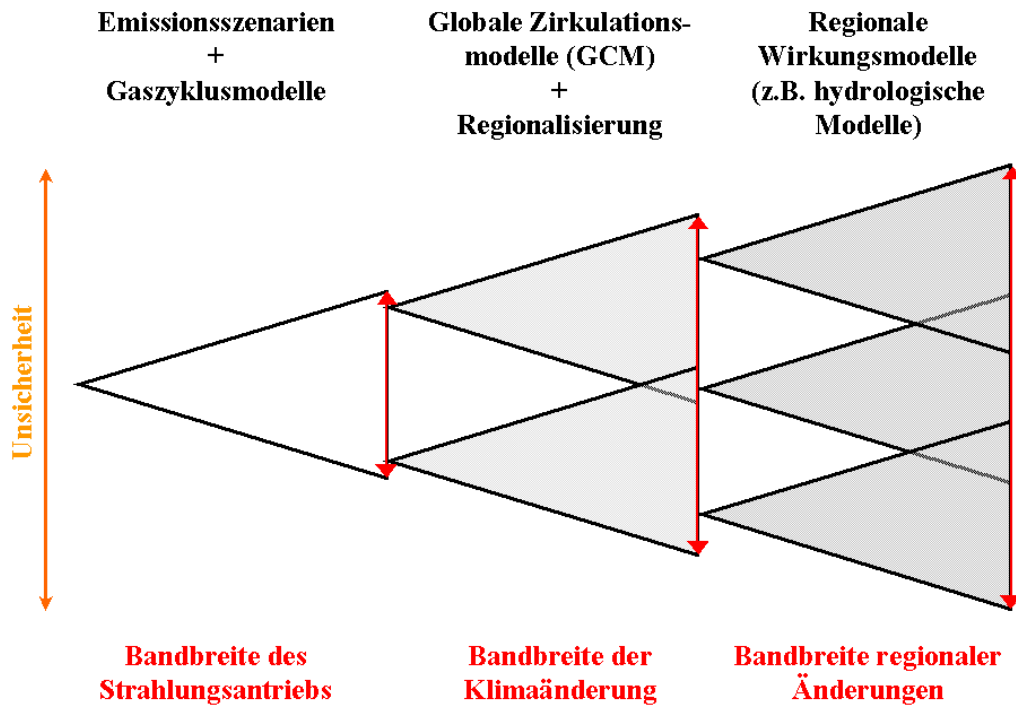 Emissionsszenarien
+
Gaszyklusmodelle
Globale Zirkulations-
modelle (GCM)
+
Regionalisierung
Regionale
Wirkungsmodelle
(z.B. hydrologische
Modelle)
Unsicherheit
Bandbreite des
Strahlungsantriebs
Bandbreite der
Klimaänderung
Bandbreite regionaler
Änderungen